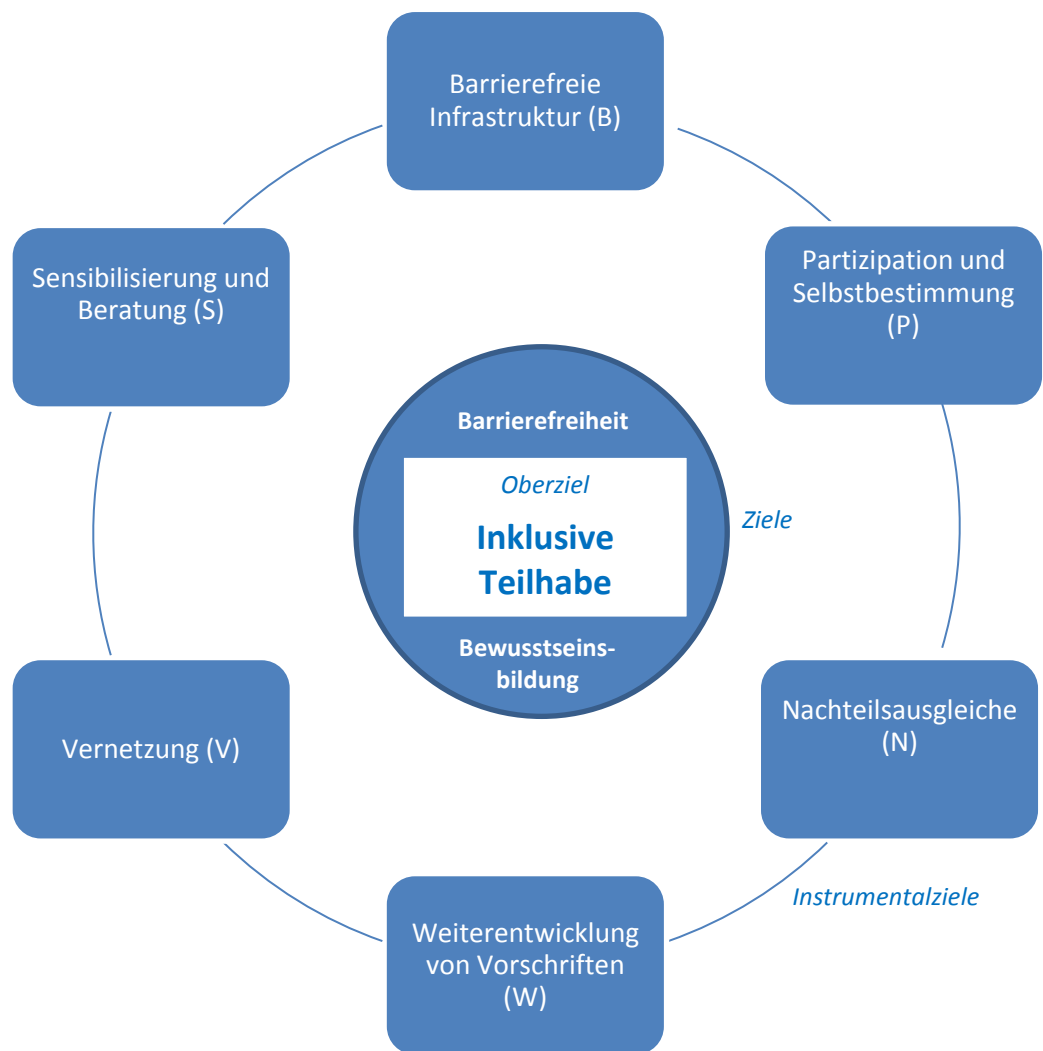 Barrierefreie
Infrastruktur (B)
Partizipation und
Selbstbestimmung
(P)
Nachteilsausgleiche
(N)
Weiterentwicklung
von Vorschriften
(W)
Vernetzung (V)
Sensibilisierung und
Beratung (S)
Barrierefreiheit
Oberziel
Inklusive
Teilhabe
Bewusstseins-
bildung
Ziele
Instrumentalziele